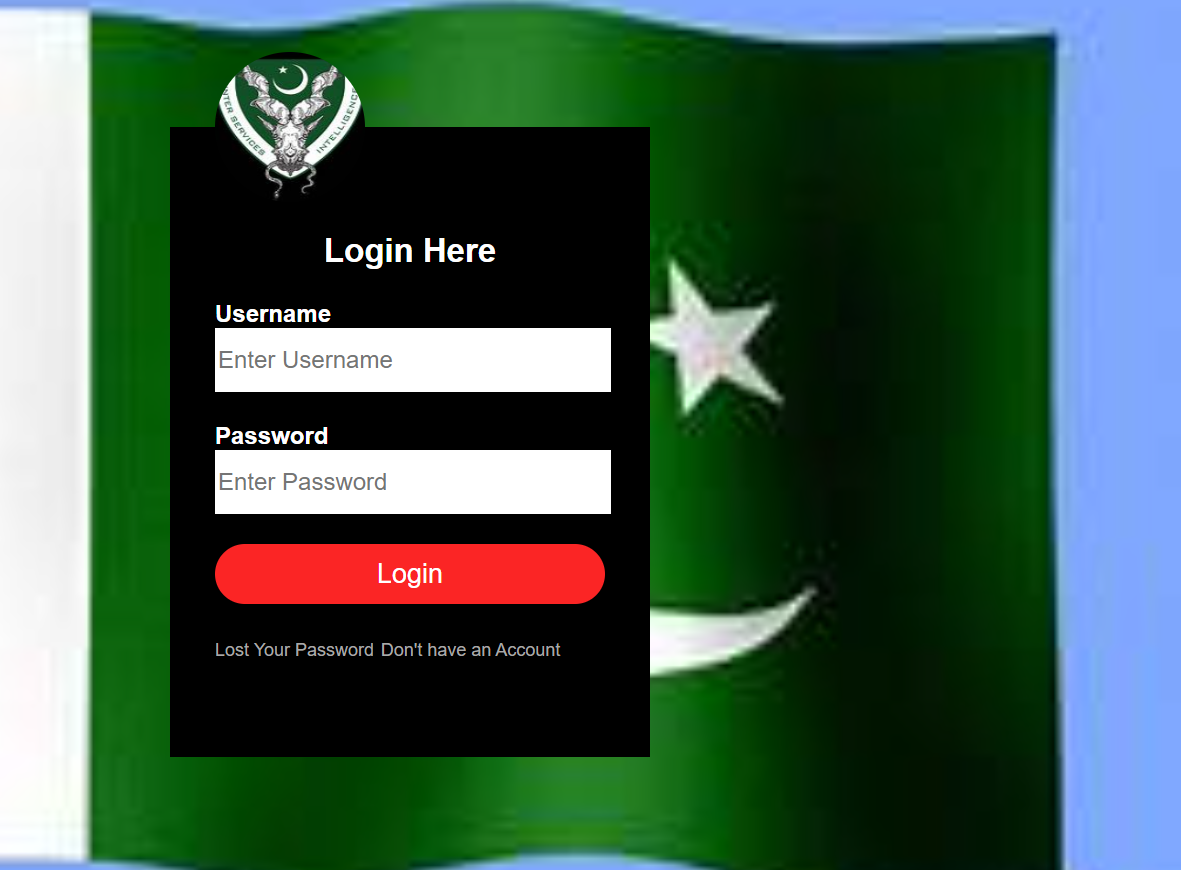 INTER SERVICES INTELLIGENCE
Login Here
Username
Enter Username
Password
Enter Password
Login
Lost Your Password Don't have an Account